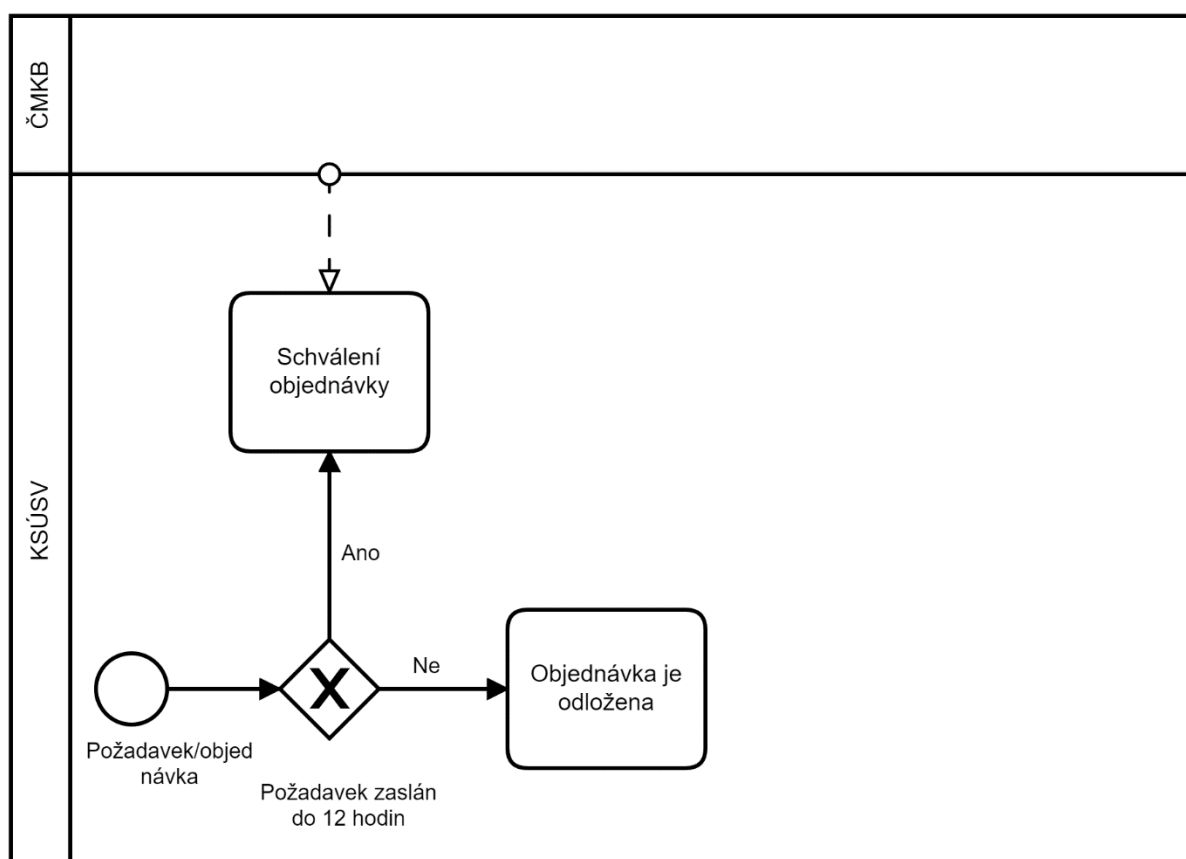 ČMKB
KSÚSV
Schválení
objednávky
Ano
Ne
Objednávka je
odložena
Požadavek/objed
návka
Požadavek zaslán
do 12 hodin